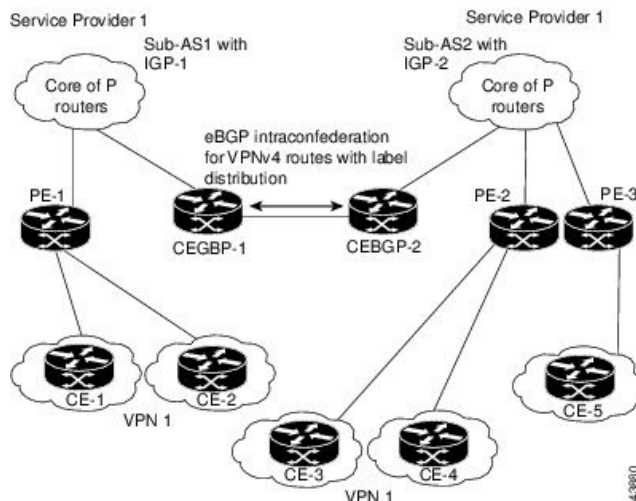 Service Provider 1
Service Provider 1
Sub-AS1 with
IGP-1
Sub-AS2 with
IGP-2
Core of P
routers
Core of P
routers
eBGP intraconfederation
for VPNv4 routes with label
distribution
PE-1
CEGBP-1
CEBGP-2
PE-2
PE-3
CE-1
CE-2
VPN 1
CE-5
CE-3
CE-4
VPN 1
43880